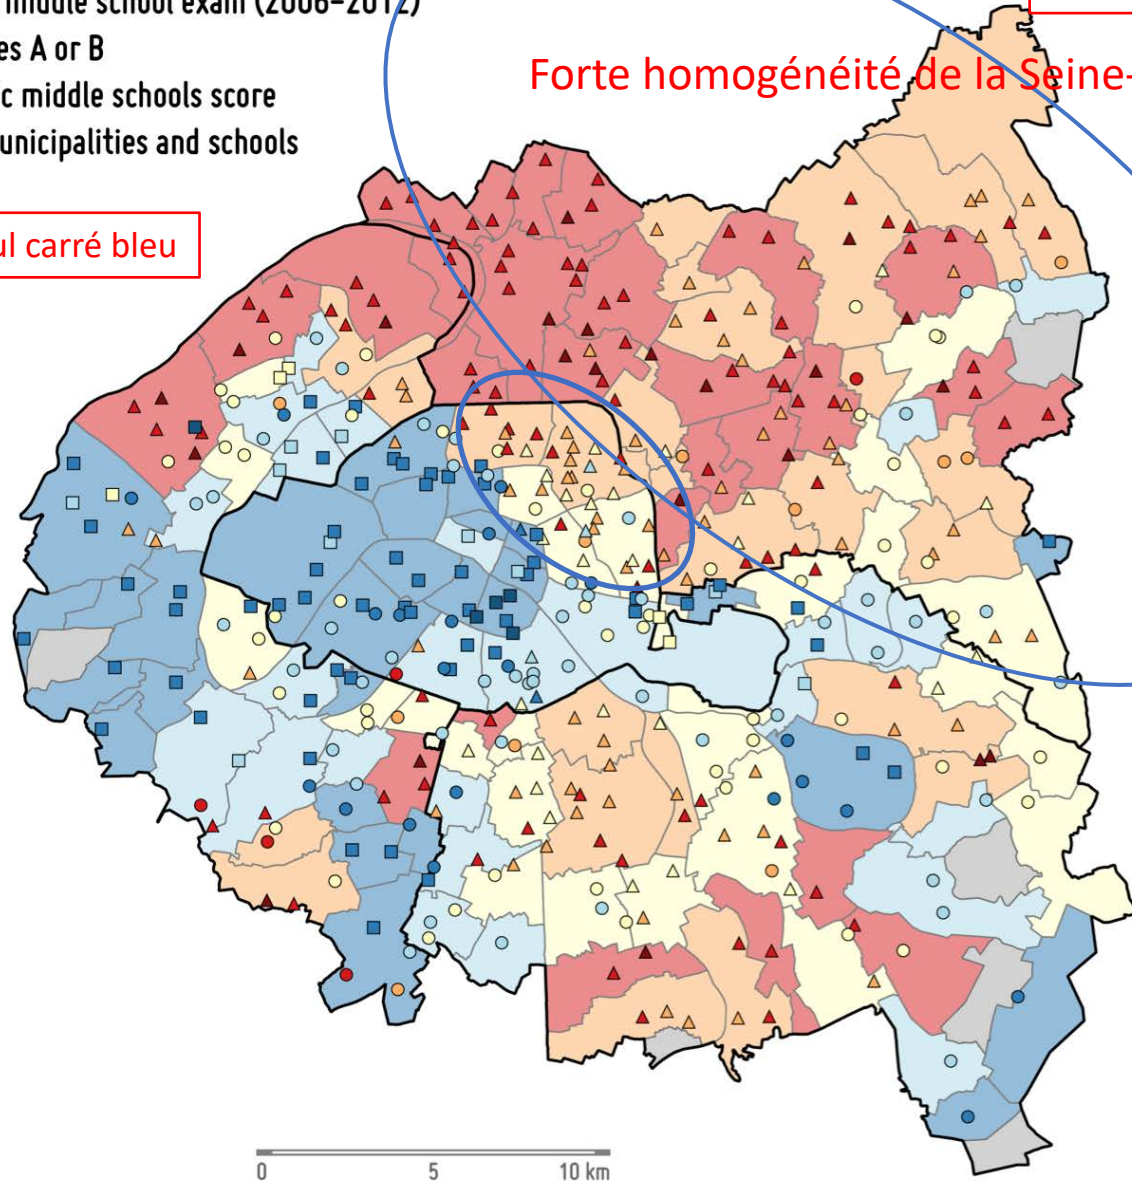 middle school exam (2006–2012)
es A or B
c middle schools score
unicipalities and schools
Forte homogénéité de la Seine-
ul carré bleu
0 5 10 km